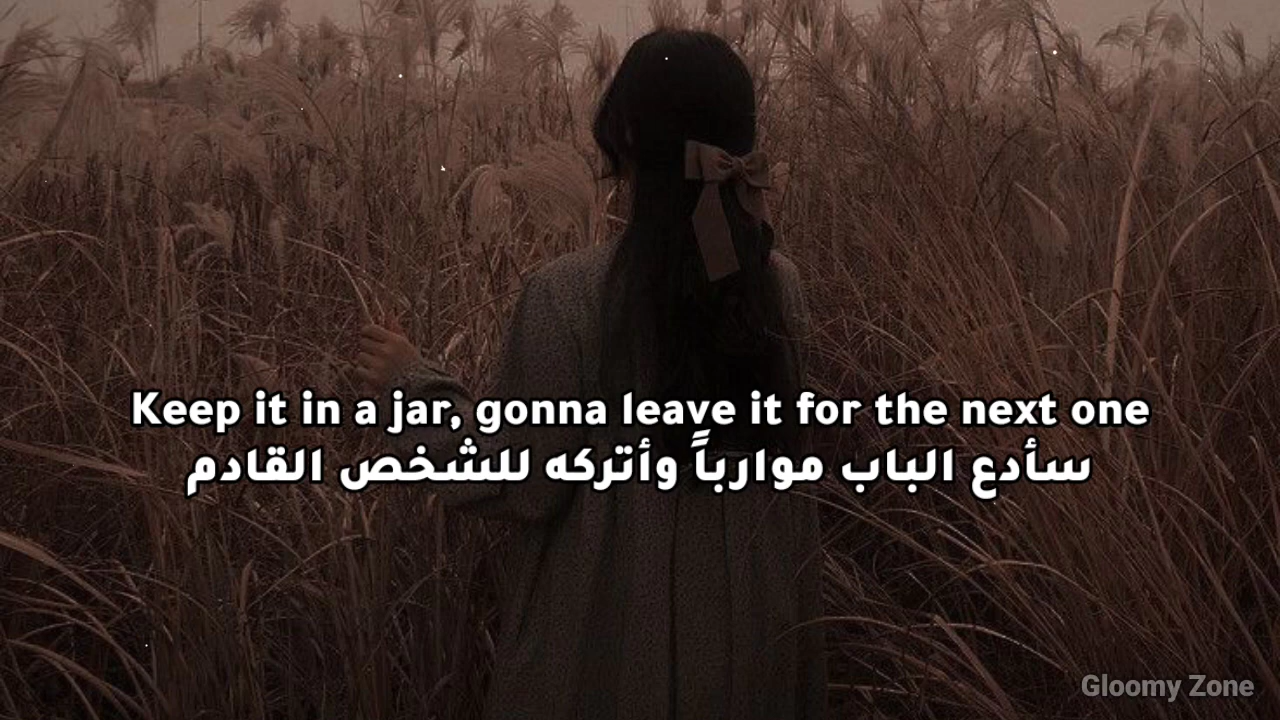 Keep it in a jar, gonna leave it for the next one
سأدع الباب موارباً وأتركه للشخص القادم
Gloomy Zone